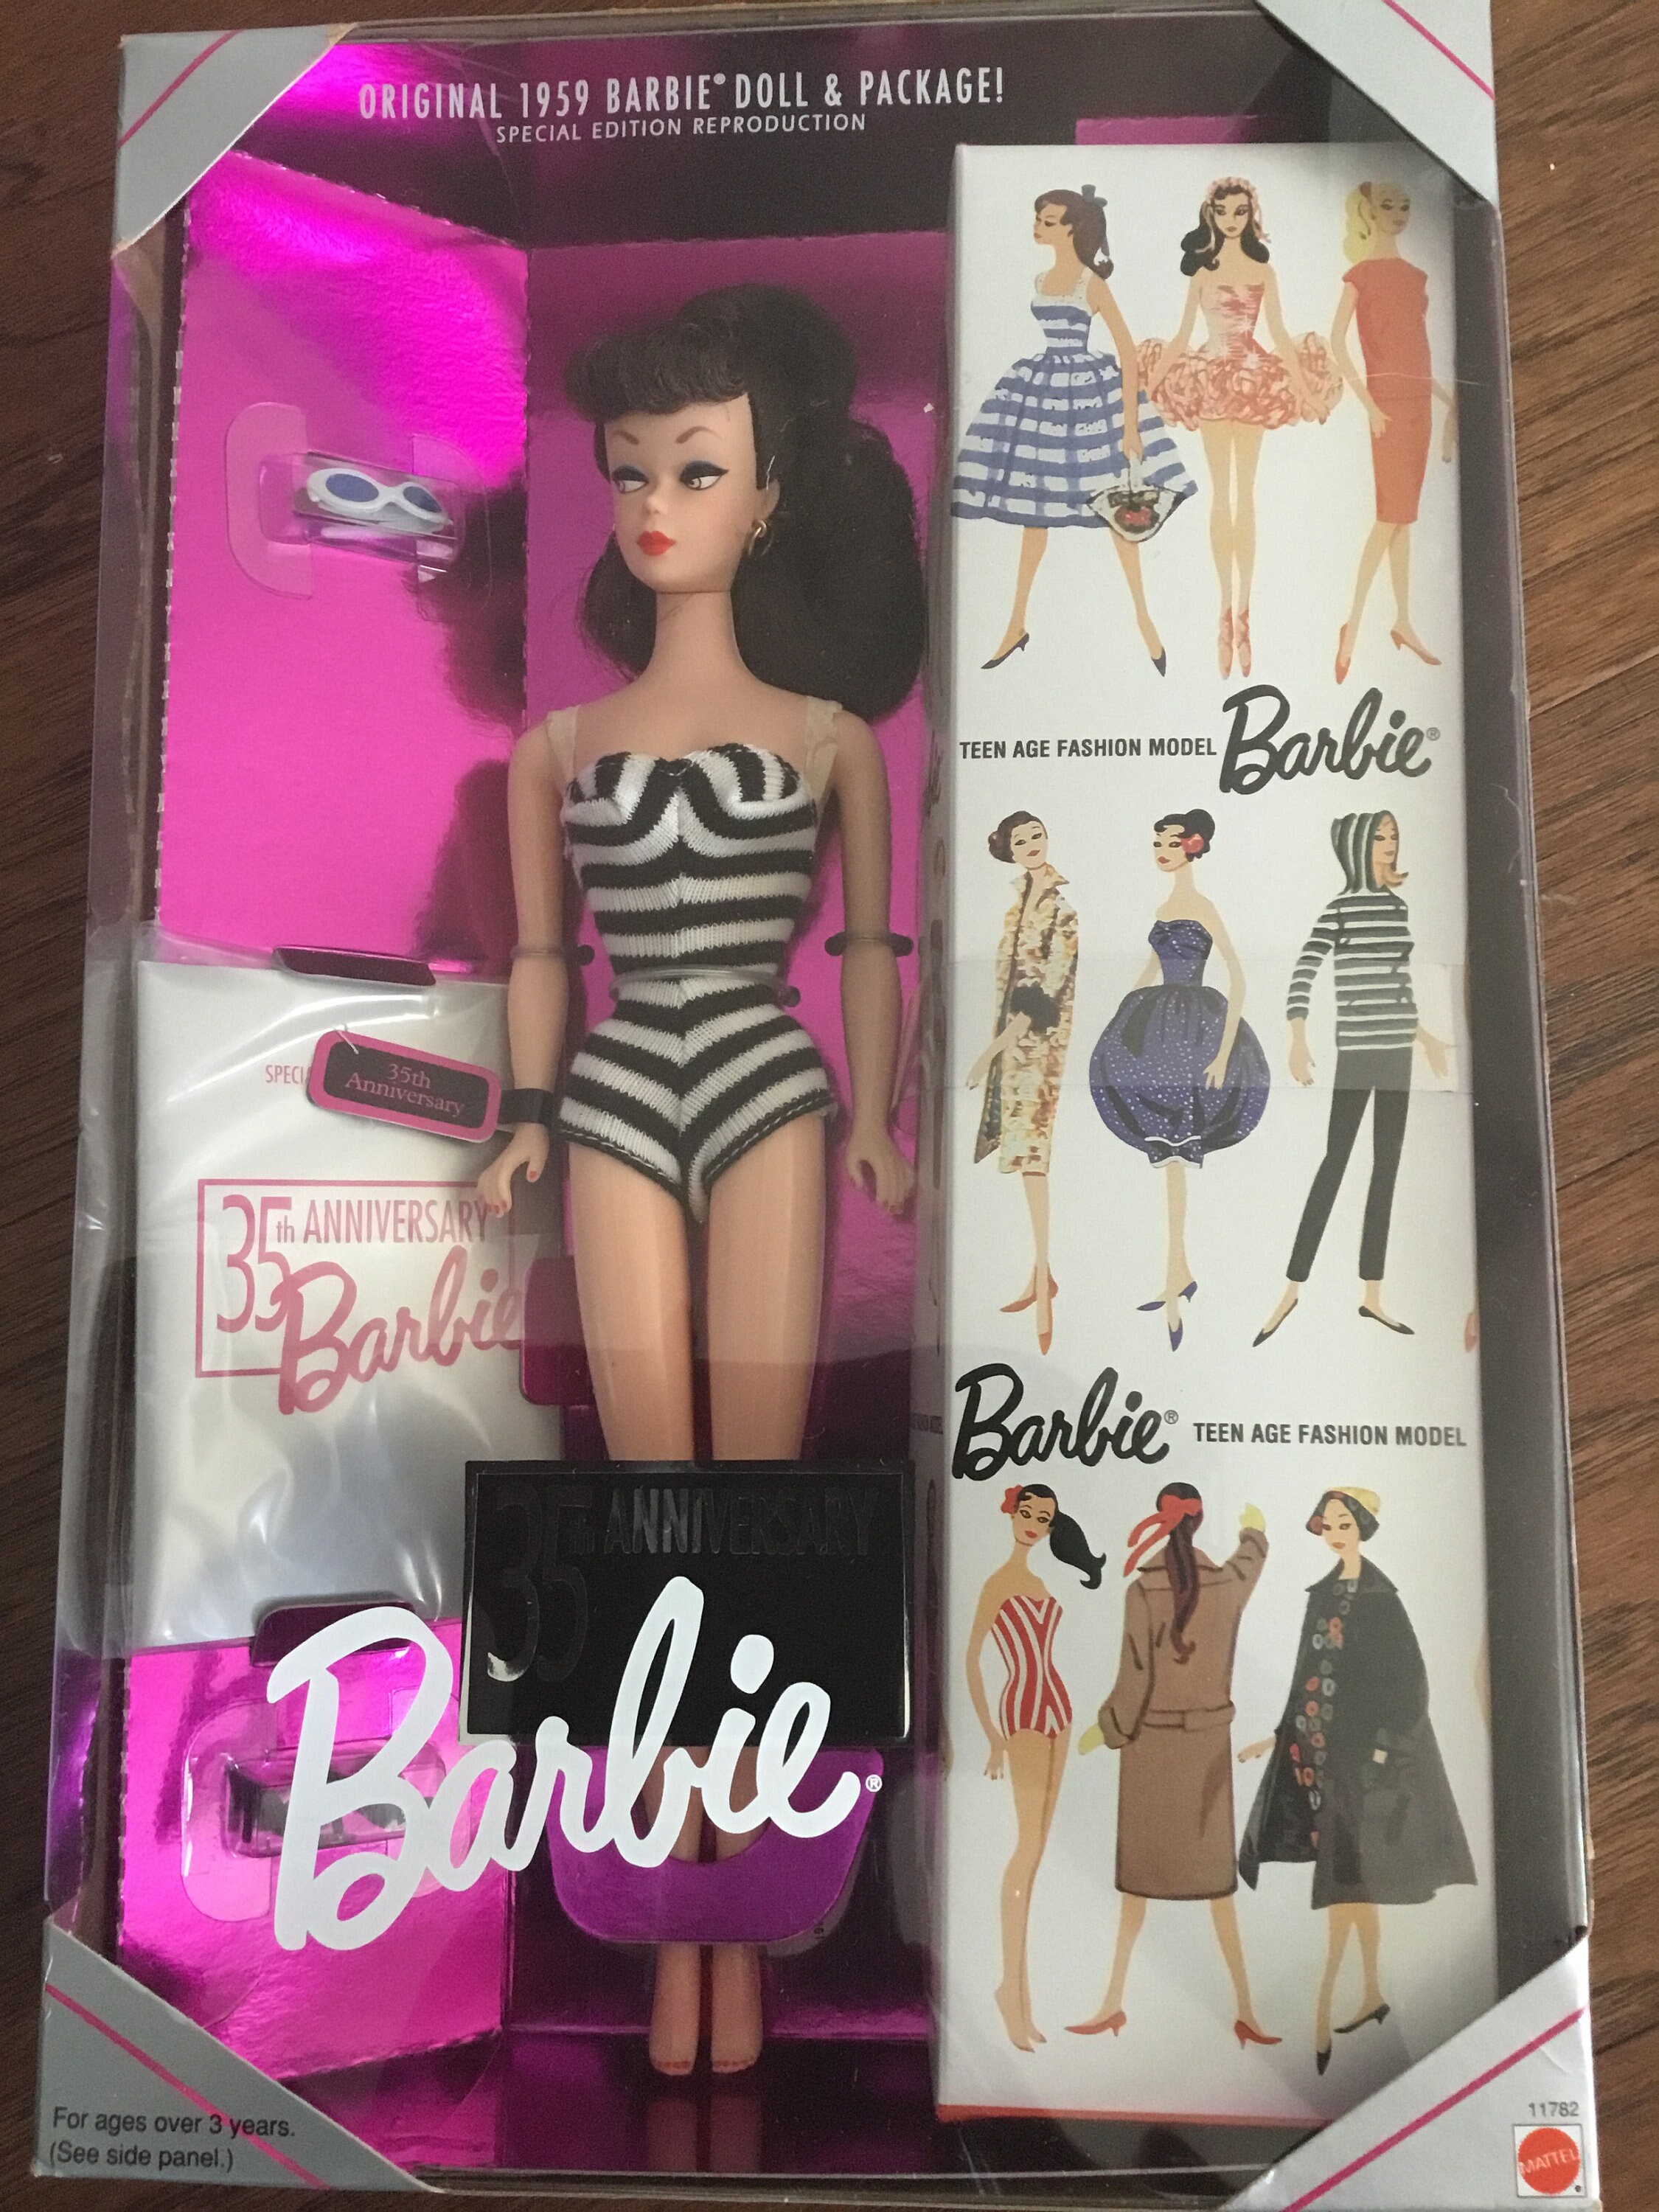 ORIGINAL 1959 BARBIE® DOLL & PACKAGE!
SPECIAL EDITION REPRODUCTION
TEEN AGE FASHION MODEL Barbie®
35th
Anniversary
35th ANNIVERSARY
Barbie
Barbie® TEEN AGE FASHION MODEL
35th ANNIVERSARY
Barbie®
For ages over 3 years.
(See side panel.)
11782
MATTEL